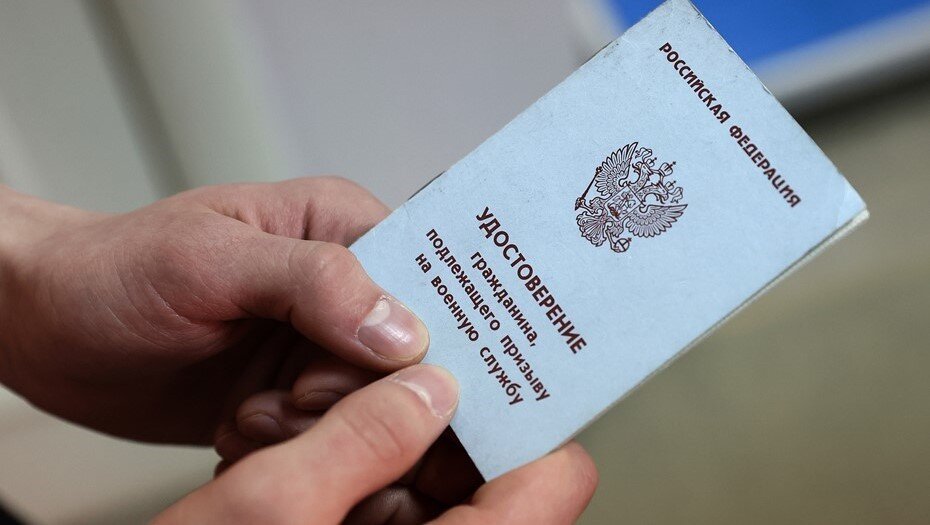 РОССИЙСКАЯ ФЕДЕРАЦИЯ
УДОСТОВЕРЕНИЕ
гражданина,
подлежащего призыву
на военную службу